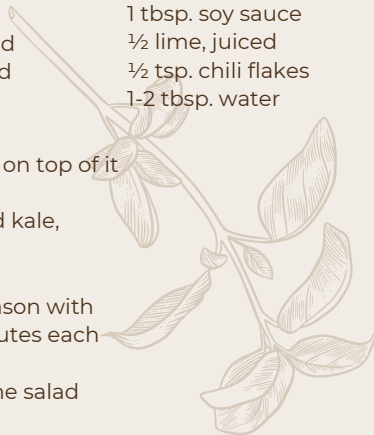 1 tbsp. soy sauce
d ½ lime, juiced
d ½ tsp. chili flakes
1-2 tbsp. water
on top of it
d kale,
ason with
utes each
he salad